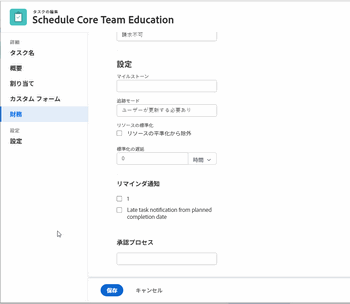 タスクの編集
Schedule Core Team Education
詳細
タスク名
概要
割り当て
カスタム フォーム
財務
設定
設定
請求不可
設定
マイルストーン
追跡モード
ユーザーが更新する必要あり
リソースの標準化
リソースの平準化から除外
標準化の遅延
0
時間
リマインダ通知
1
Late task notification from planned
completion date
承認プロセス
保存
キャンセル